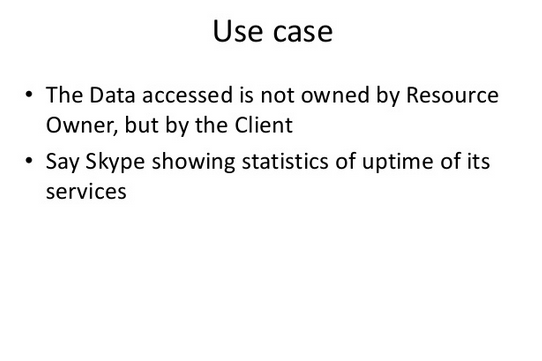 Use case
• The Data accessed is not owned by Resource
Owner, but by the Client
• Say Skype showing statistics of uptime of its
services